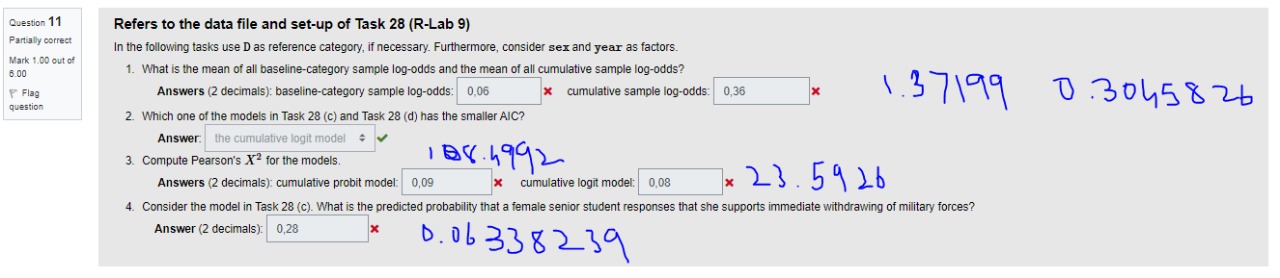 Question 11
Partially correct
Mark 1.00 out of
6.00
Flag
question
Refers to the data file and set-up of Task 28 (R-Lab 9)
In the following tasks use D as reference category, if necessary. Furthermore, consider sex and year as factors.
1. What is the mean of all baseline-category sample log-odds and the mean of all cumulative sample log-odds?
Answers (2 decimals): baseline-category sample log-odds: 0,06 cumulative sample log-odds: 0,36 1.37199 0.3045826
2. Which one of the models in Task 28 (c) and Task 28 (d) has the smaller AIC?
Answer: the cumulative logit model
3. Compute Pearson's X² for the models.
Answers (2 decimals): cumulative probit model: 0,09 cumulative logit model: 0,08 23.5926
4. Consider the model in Task 28 (c). What is the predicted probability that a female senior student responses that she supports immediate withdrawing of military forces?
Answer (2 decimals): 0,28 0.06338239